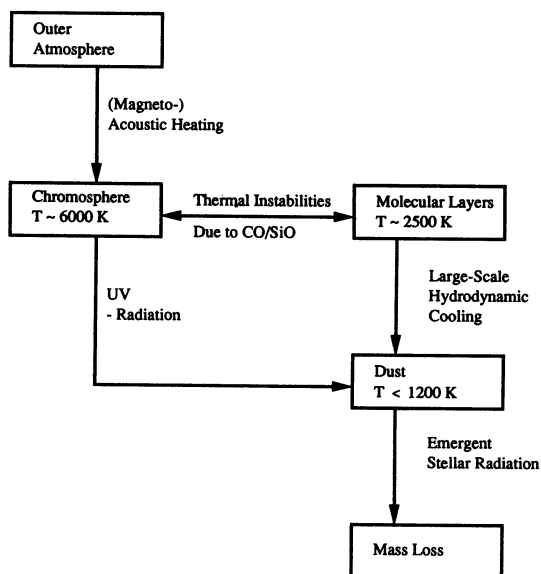 Outer
Atmosphere
(Magneto-)
Acoustic Heating
Chromosphere
T ~ 6000 K
Thermal Instabilities
Due to CO/SiO
Molecular Layers
T ~ 2500 K
UV
- Radiation
Large-Scale
Hydrodynamic
Cooling
Dust
T < 1200 K
Emergent
Stellar Radiation
Mass Loss